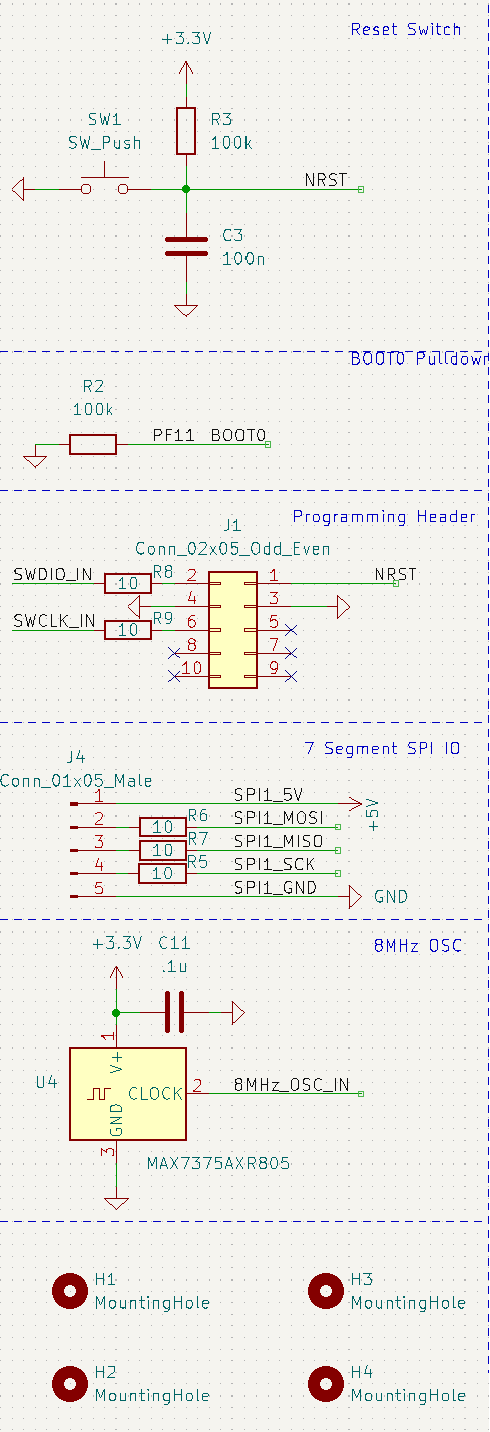 Reset Switch
+3.3V
SW1
SW_Push
R3
100k
NRST
C3
100n
BOOT0 Pulldown
R2
100k
PF11 BOOT0
Programming Header
J1
Conn_02x05_Odd_Even
SWDIO_IN 10 R8 2 1 NRST
4 3
SWCLK_IN 10 R9 6 5
8 7
10 9
7 Segment SPI IO
J4
Conn_01x05_Male
1 SPI1_5V +5V
2 10 R6 SPI1_MOSI
3 10 R7 SPI1_MISO
4 10 R5 SPI1_SCK
5 SPI1_GND GND
8MHz OSC
+3.3V C11
.1u
1
V+
U4 CLOCK 2 8MHz_OSC_IN
GND
3
MAX7375AXR805
H1 H3
MountingHole MountingHole
H2 H4
MountingHole MountingHole